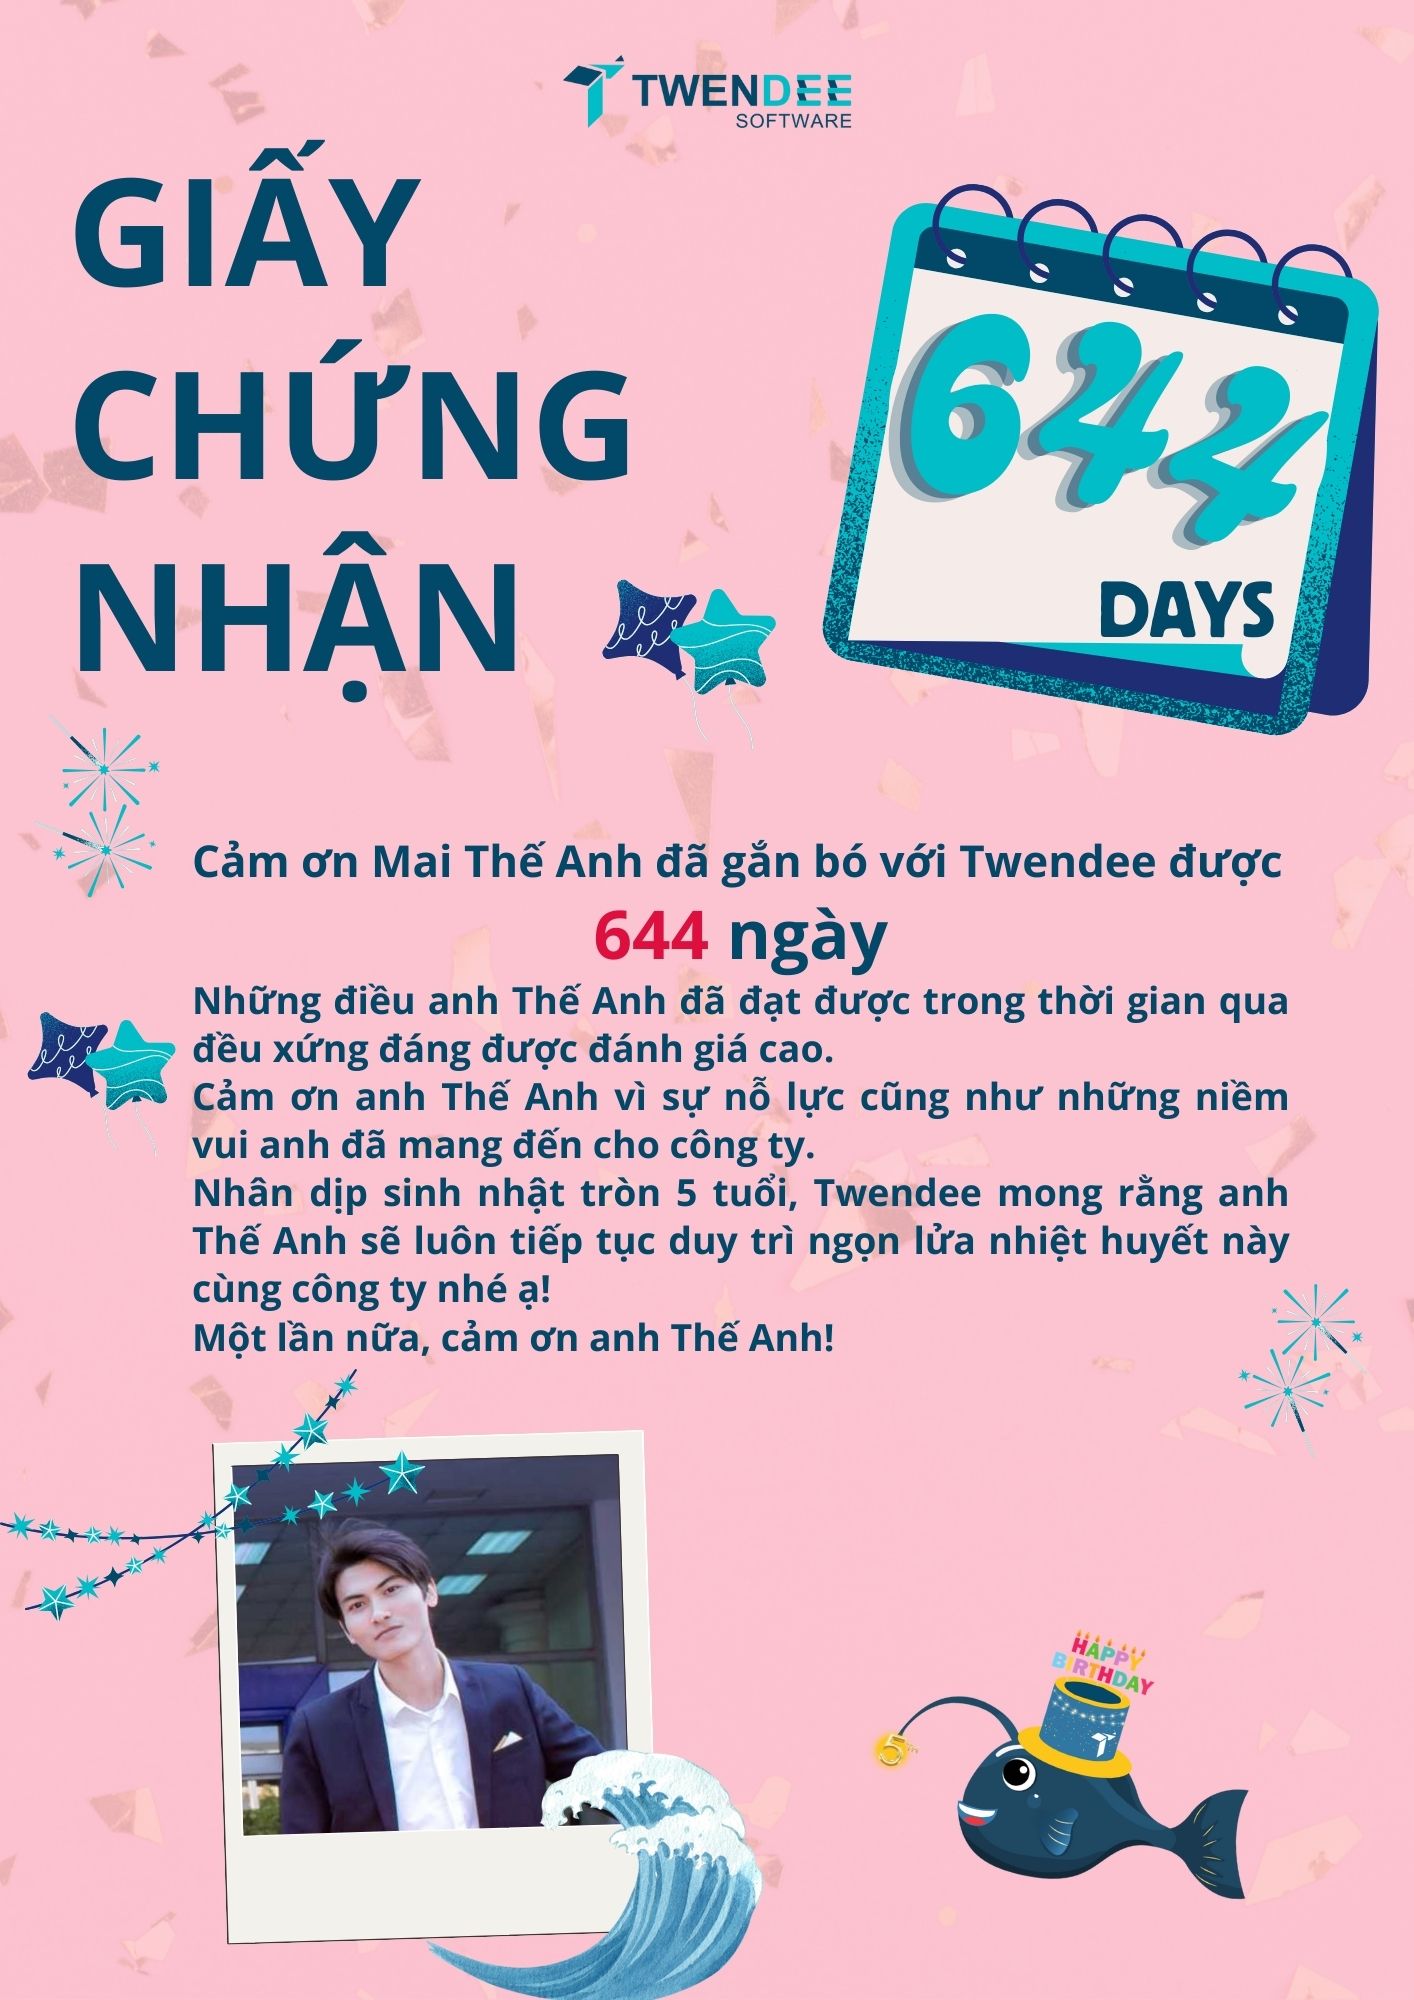 TWENDEE
SOFTWARE
GIẤY
CHỨNG
NHẬN
644
DAYS
Cảm ơn Mai Thế Anh đã gắn bó với Twendee được
644 ngày
Những điều anh Thế Anh đã đạt được trong thời gian qua
đều xứng đáng được đánh giá cao.
Cảm ơn anh Thế Anh vì sự nỗ lực cũng như những niềm
vui anh đã mang đến cho công ty.
Nhân dịp sinh nhật tròn 5 tuổi, Twendee mong rằng anh
Thế Anh sẽ luôn tiếp tục duy trì ngọn lửa nhiệt huyết này
cùng công ty nhé ạ!
Một lần nữa, cảm ơn anh Thế Anh!
HAPPY
BIRTHDAY
5th